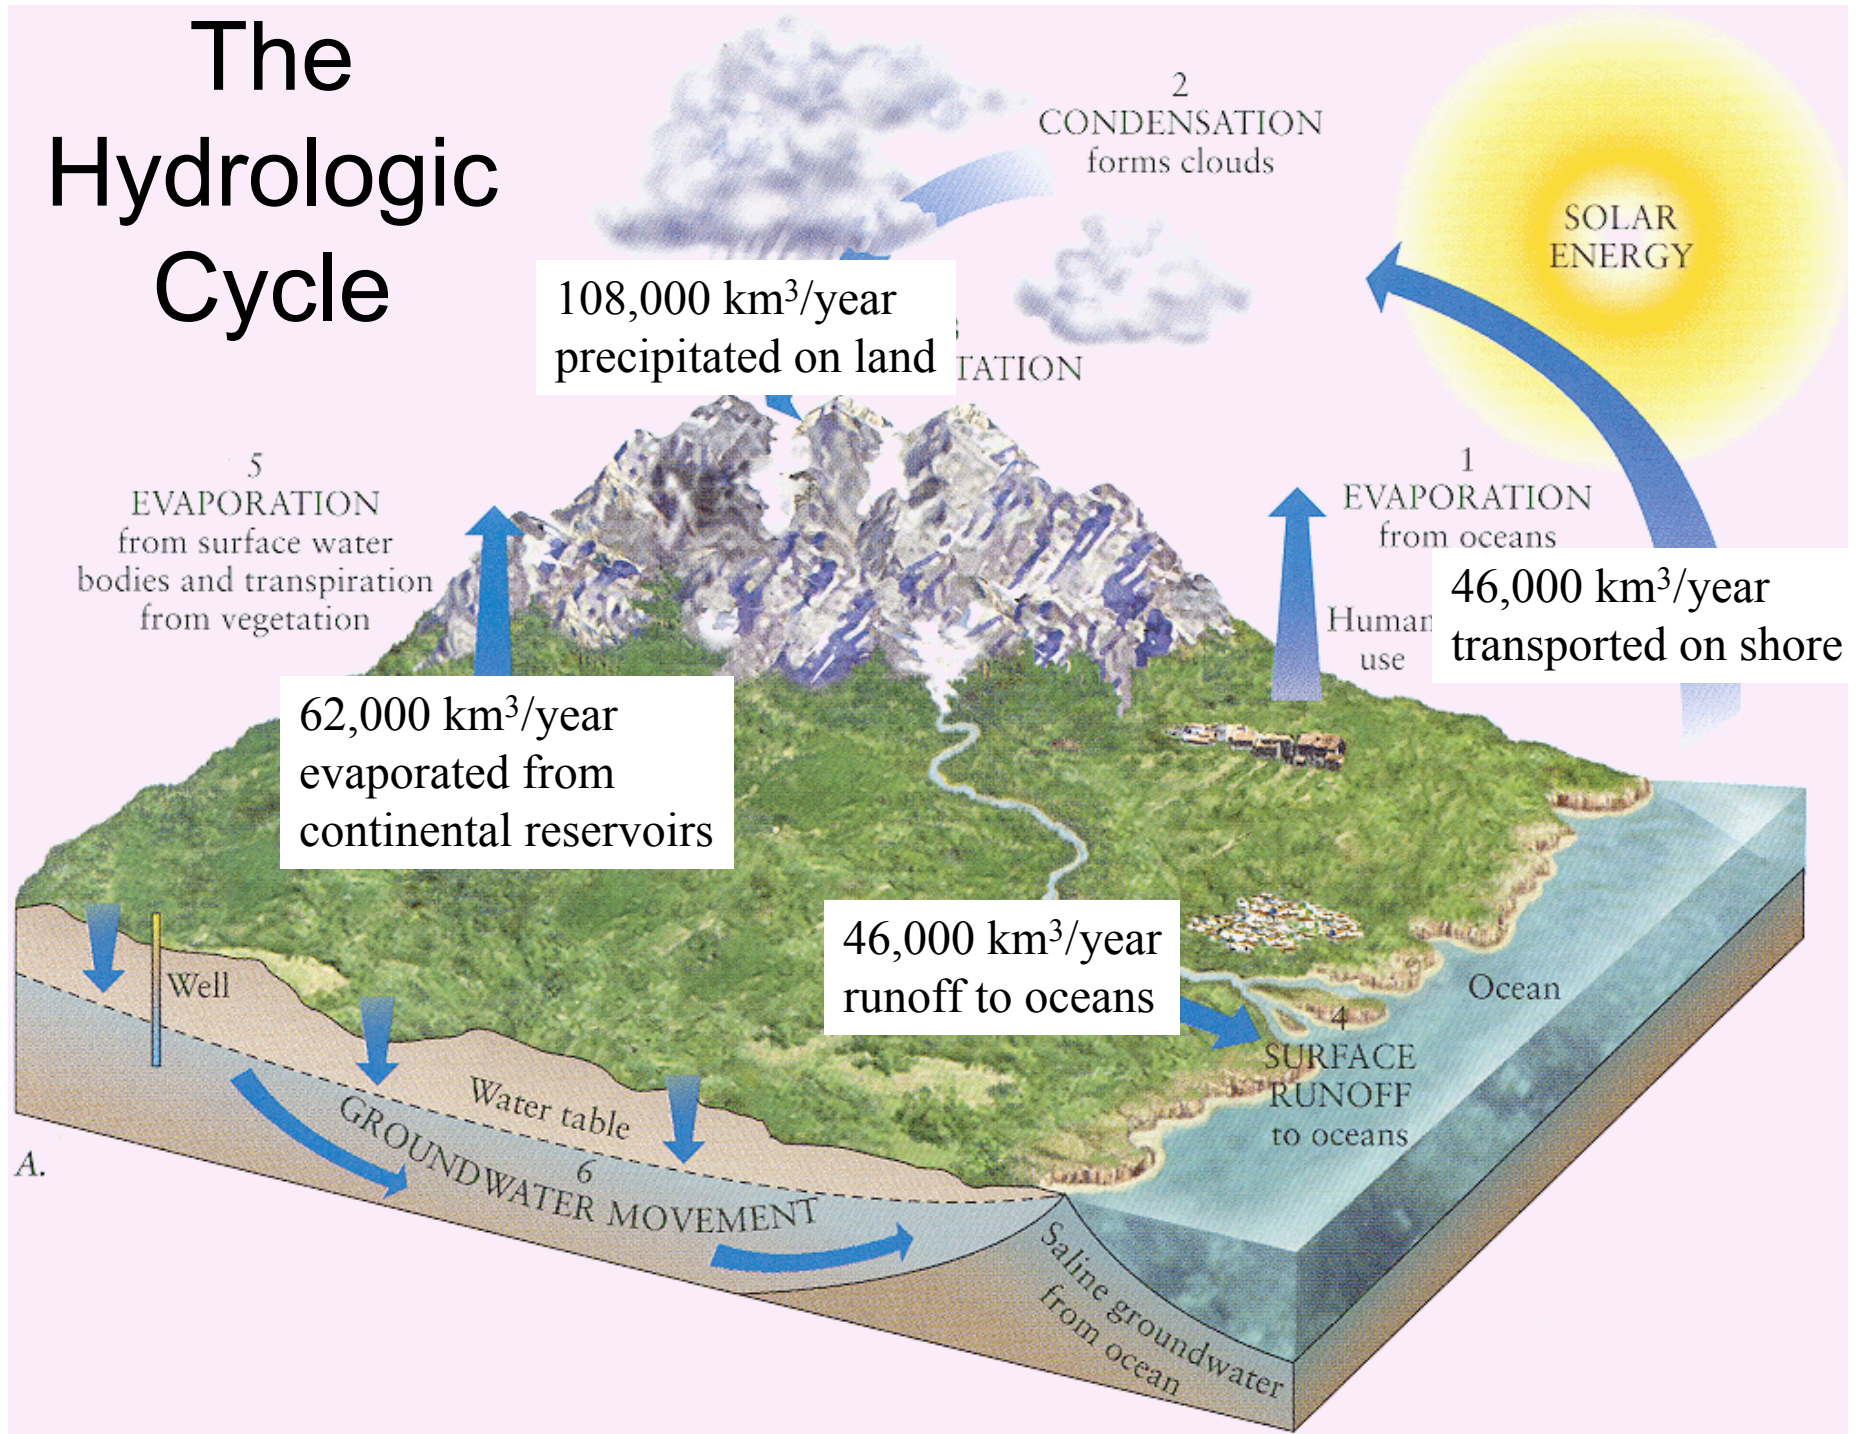 The
Hydrologic
Cycle
2
CONDENSATION
forms clouds
SOLAR
ENERGY
108,000 km³/year
precipitated on land
TATION
5
EVAPORATION
from surface water
bodies and transpiration
from vegetation
1
EVAPORATION
from oceans
46,000 km³/year
transported on shore
Human
use
62,000 km³/year
evaporated from
continental reservoirs
46,000 km³/year
runoff to oceans
Well
Ocean
4
SURFACE
RUNOFF
to oceans
Water table
6
GROUNDWATER MOVEMENT
A.
Saline groundwater
from ocean